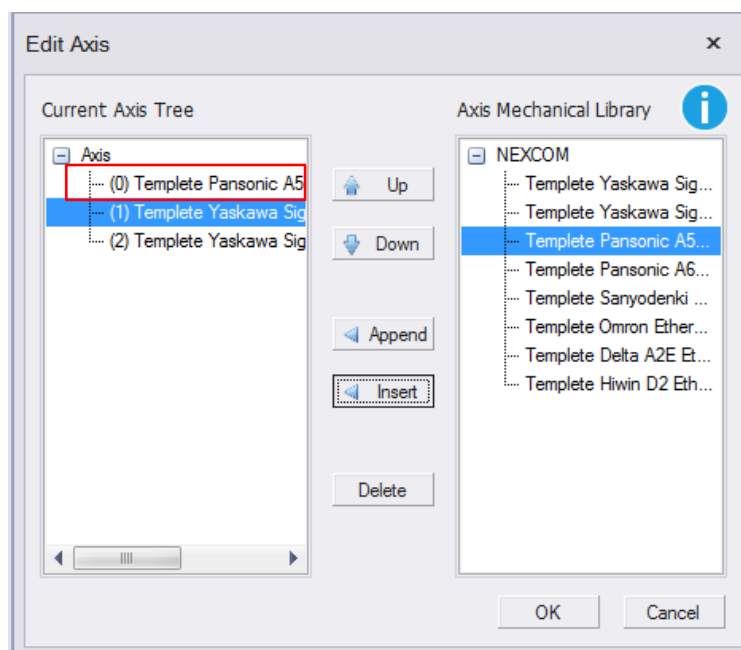 Edit Axis
Current Axis Tree
Axis
(0) Templete Pansonic A5
(1) Templete Yaskawa Sig
(2) Templete Yaskawa Sig
Up
Down
Append
Insert
Delete
Axis Mechanical Library
NEXCOM
Templete Yaskawa Sig...
Templete Yaskawa Sig...
Templete Pansonic A5...
Templete Pansonic A6...
Templete Sanyodenki ...
Templete Omron Ether...
Templete Delta A2E Et...
Templete Hiwin D2 Eth...
OK
Cancel